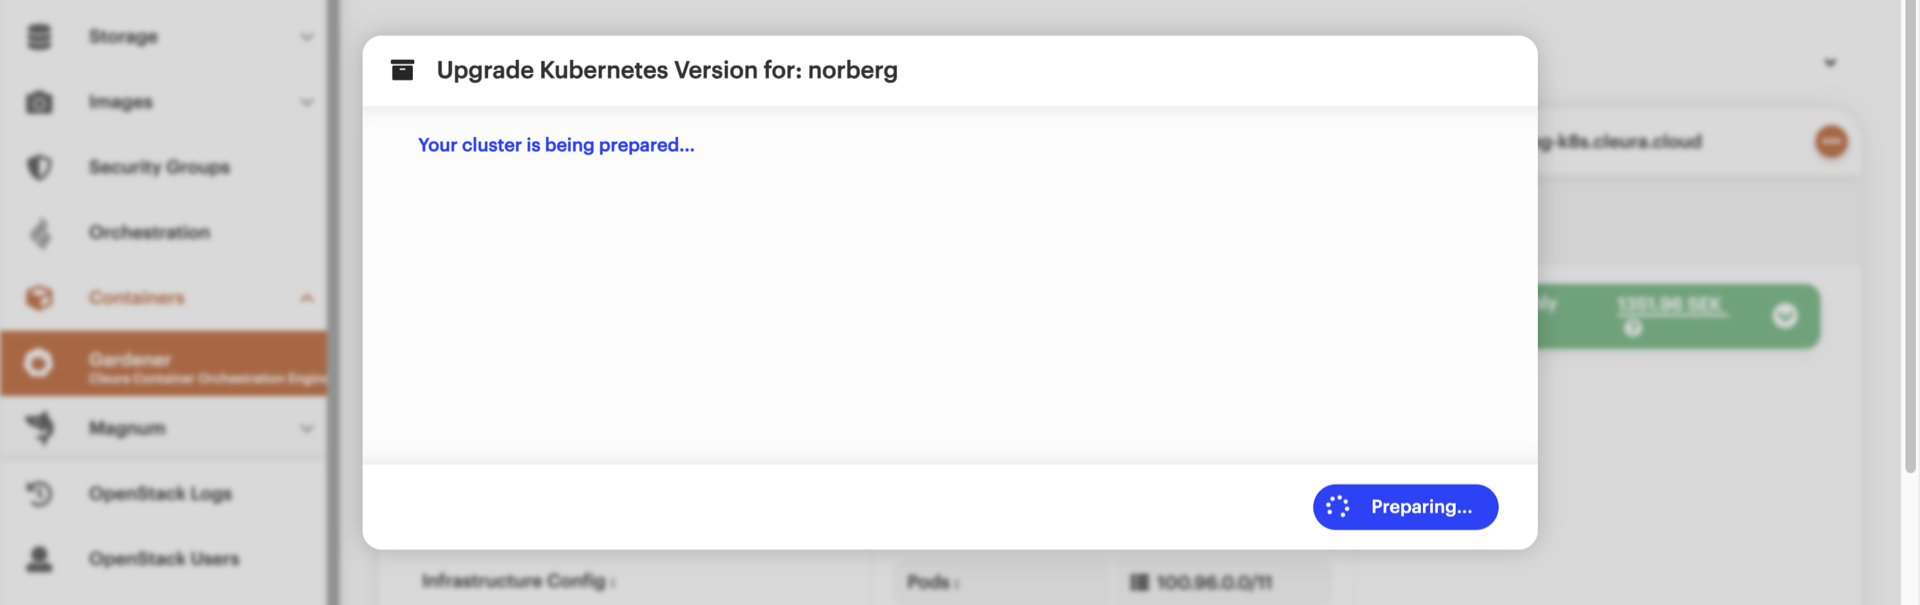 Storage
Images
Security Groups
Orchestration
Containers
Gardener
Cleura Container Orchestration Engine
Magnum
OpenStack Logs
OpenStack Users
Upgrade Kubernetes Version for: norberg
Your cluster is being prepared...
Preparing...
g-k8s.cleura.cloud
1351.96 SEK
Infrastructure Config :
Pods :
100.96.0.0/11